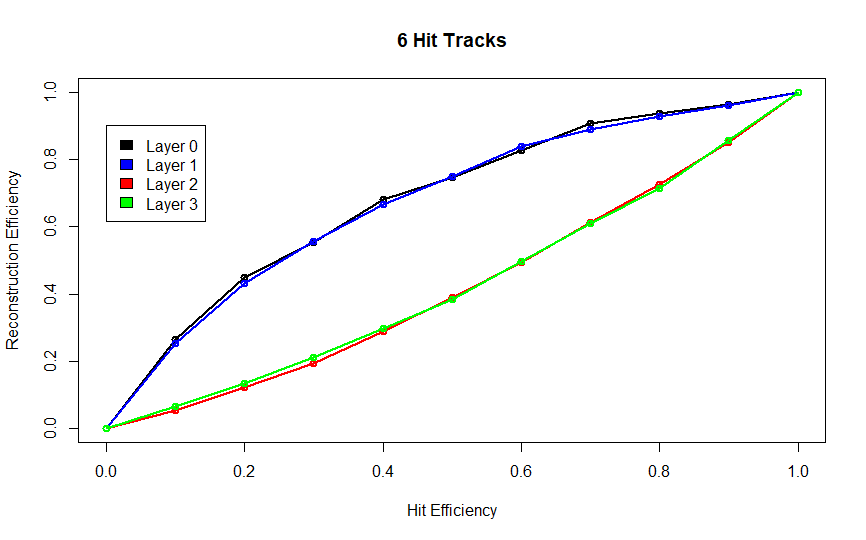 6 Hit Tracks
Reconstruction Efficiency
1.0
0.8
0.6
0.4
0.2
0.0
Layer 0
Layer 1
Layer 2
Layer 3
0.0 0.2 0.4 0.6 0.8 1.0
Hit Efficiency